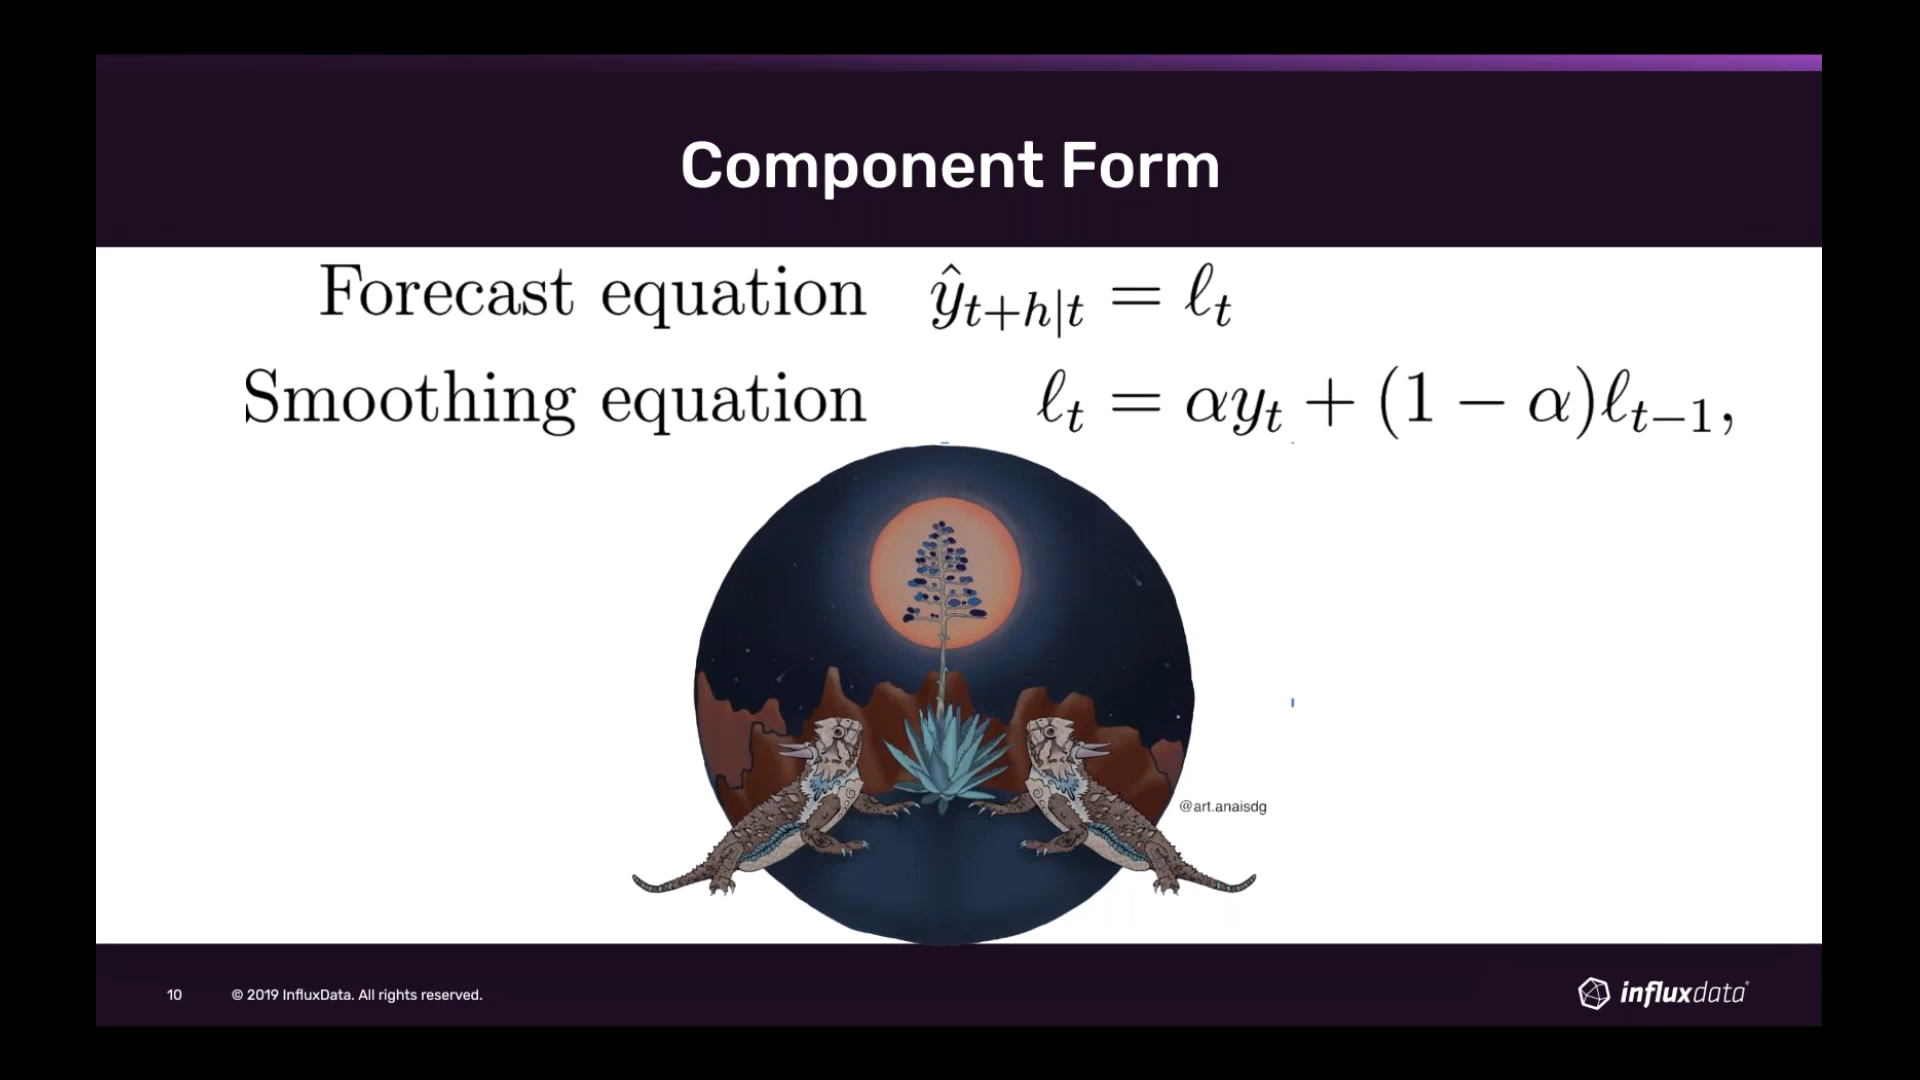 Component Form
Forecast equation ŷ_{t+h|t} = ℓ_t
Smoothing equation ℓ_t = αy_t + (1 − α)ℓ_{t−1},
@art.anaisdg
10 © 2019 InfluxData. All rights reserved.
influxdata®